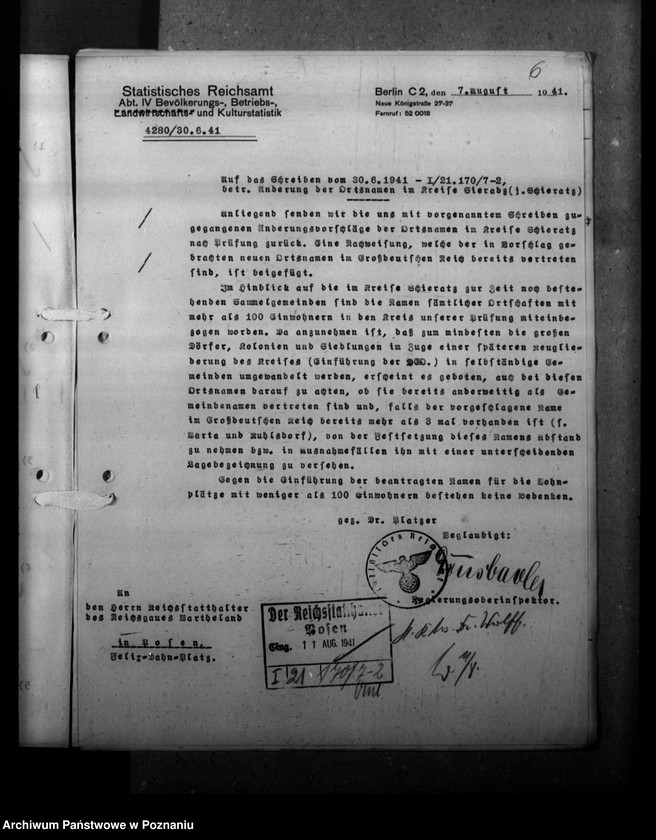 6
Statistisches Reichsamt
Abt. IV Bevölkerungs-, Betriebs-,
Landwirtschafts- und Kulturstatistik
4280/30.6.41
Berlin C 2, den 7. August 1941.
Neue Königstraße 27-37
Fernruf: 52 0018
Auf das Schreiben vom 30.6.1941 - I/21.170/7-2,
betr. Änderung der Ortsnamen im Kreise Sieradz(j.Schieratz)
Anliegend senden wir die uns mit vorgenanntem Schreiben zu-
gegangenen Änderungsvorschläge der Ortsnamen im Kreise Schieratz
nach Prüfung zurück. Eine Nachweisung, welche der in Vorschlag ge-
brachten neuen Ortsnamen im Großdeutschen Reich bereits vertreten
sind, ist beigefügt.
Im Hinblick auf die im Kreise Schieratz zur Zeit noch beste-
henden Sammelgemeinden sind die Namen sämtlicher Ortschaften mit
mehr als 100 Einwohnern in den Kreis unserer Prüfung miteinbe-
zogen worden. Da anzunehmen ist, daß zum mindesten die großen
Dörfer, Kolonien und Siedlungen im Zuge einer späteren Neuglie-
derung des Kreises (Einführung der DGO.) in selbständige Ge-
meinden umgewandelt werden, erscheint es geboten, auch bei diesen
Ortsnamen darauf zu achten, ob sie bereits anderweitig als Ge-
meindenamen vertreten sind und, falls der vorgeschlagene Name
im Großdeutschen Reich bereits mehr als 3 mal vorhanden ist (s.
Warta und Muhlsdorf), von der Festsetzung dieses Namens Abstand
zu nehmen bzw. in Ausnahmefällen ihn mit einer unterscheidenden
Lagebezeichnung zu versehen.
Gegen die Einführung der beantragten Namen für die Wohn-
plätze mit weniger als 100 Einwohnern bestehen keine Bedenken.
gez. Dr. Platzer
Beglaubigt:
Regierungsoberinspektor.
An
den Herrn Reichsstatthalter
des Reichsgaues Wartheland
in Posen,
Felix-Dahn-Platz.
Der Reichsstatthalter
Posen
Eing. 11 AUG. 1941
I 21 170/7-2
Dr. Wolff.
Archiwum Państwowe w Poznaniu